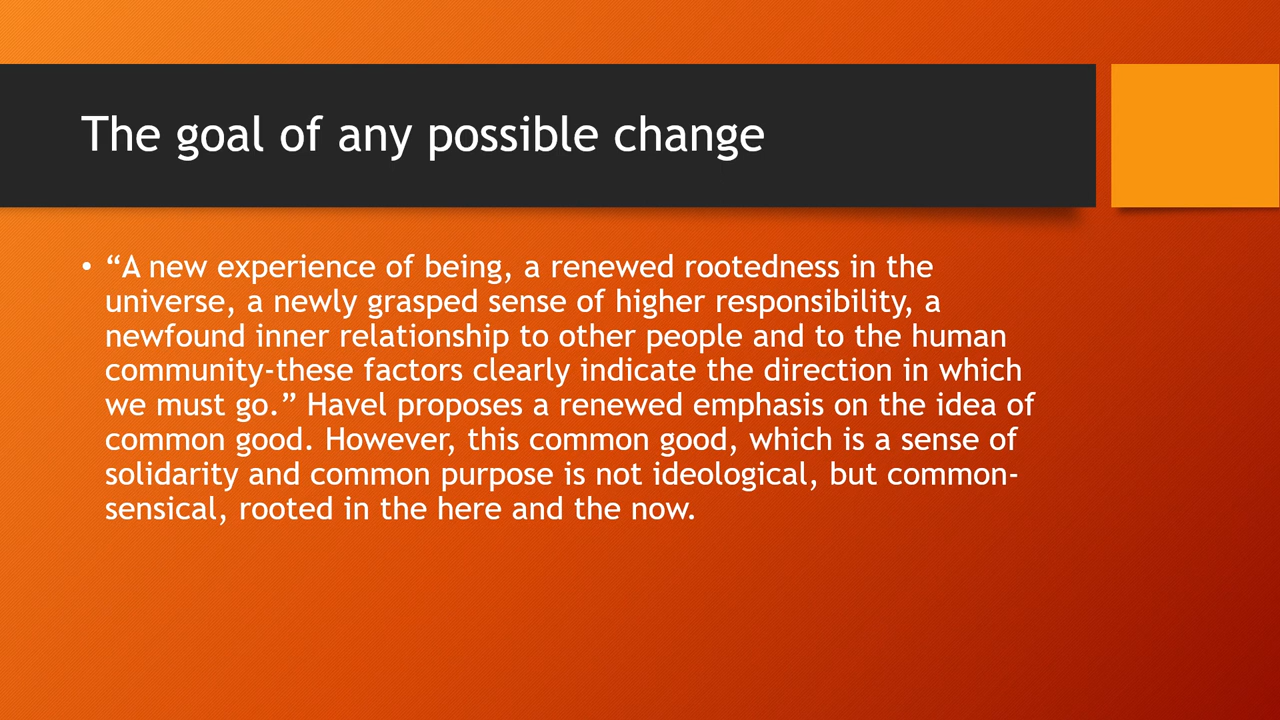 The goal of any possible change
• “A new experience of being, a renewed rootedness in the
universe, a newly grasped sense of higher responsibility, a
newfound inner relationship to other people and to the human
community-these factors clearly indicate the direction in which
we must go.” Havel proposes a renewed emphasis on the idea of
common good. However, this common good, which is a sense of
solidarity and common purpose is not ideological, but common-
sensical, rooted in the here and the now.